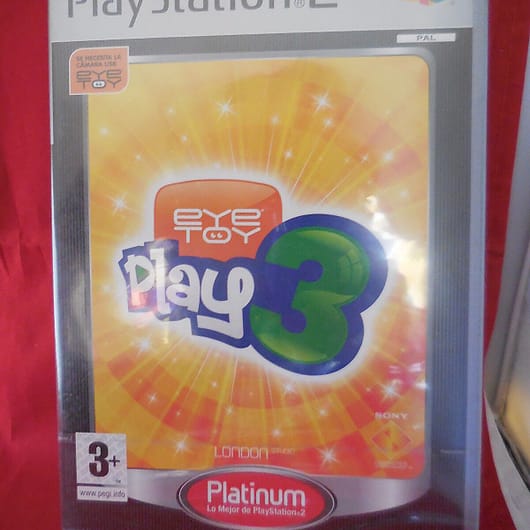 PlayStation®2
PAL
SE NECESITA LA
CÁMARA USB
EYE
TOY
EYE
TOY
Play 3
SONY
LONDON STUDIO
3+
www.pegi.info
Platinum
Lo Mejor de PlayStation®2